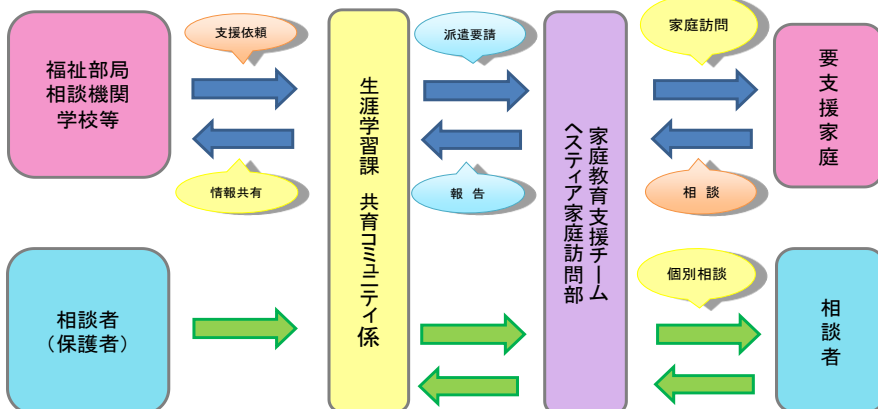 支援依頼
派遣要請
家庭訪問
福祉部局
相談機関
学校等
生涯学習課 共育コミュニティ係
家庭教育支援チーム
ヘスティア家庭訪問部
要支援家庭
情報共有
報 告
相 談
相談者
（保護者）
個別相談
相談者